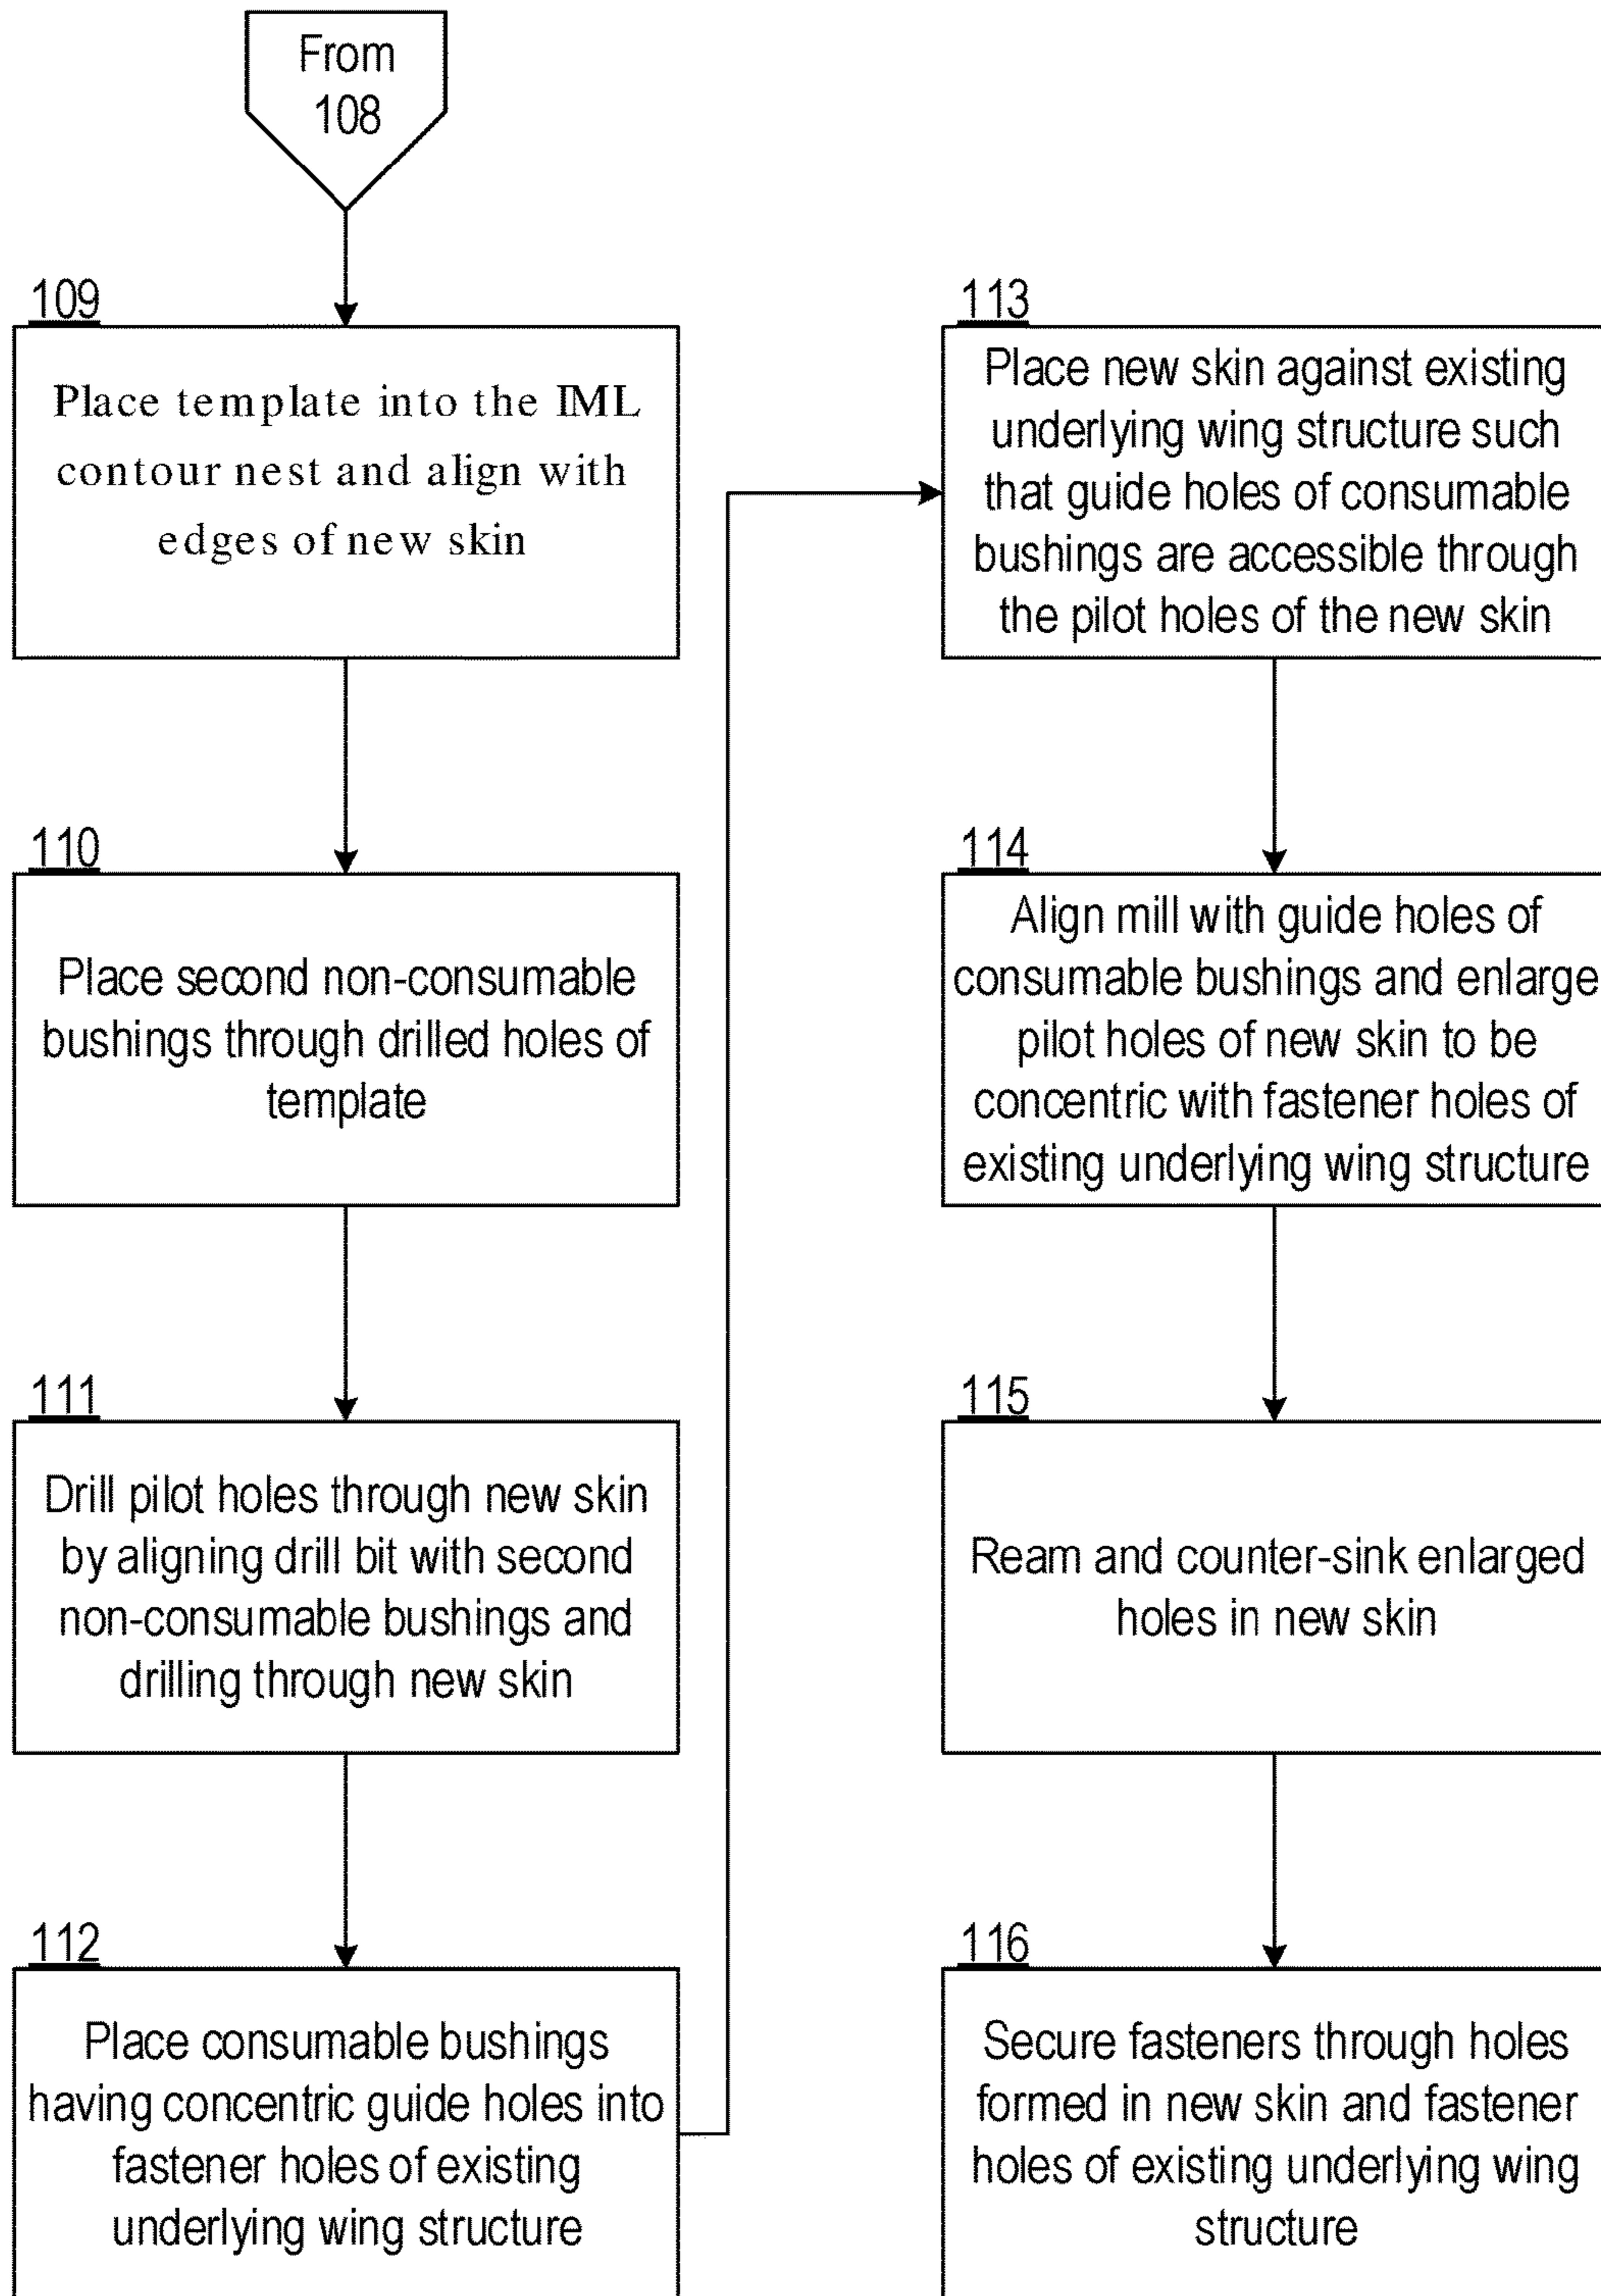 From
108
109
Place template into the IML
contour nest and align with
edges of new skin
110
Place second non-consumable
bushings through drilled holes of
template
111
Drill pilot holes through new skin
by aligning drill bit with second
non-consumable bushings and
drilling through new skin
112
Place consumable bushings
having concentric guide holes into
fastener holes of existing
underlying wing structure
113
Place new skin against existing
underlying wing structure such
that guide holes of consumable
bushings are accessible through
the pilot holes of the new skin
114
Align mill with guide holes of
consumable bushings and enlarge
pilot holes of new skin to be
concentric with fastener holes of
existing underlying wing structure
115
Ream and counter-sink enlarged
holes in new skin
116
Secure fasteners through holes
formed in new skin and fastener
holes of existing underlying wing
structure